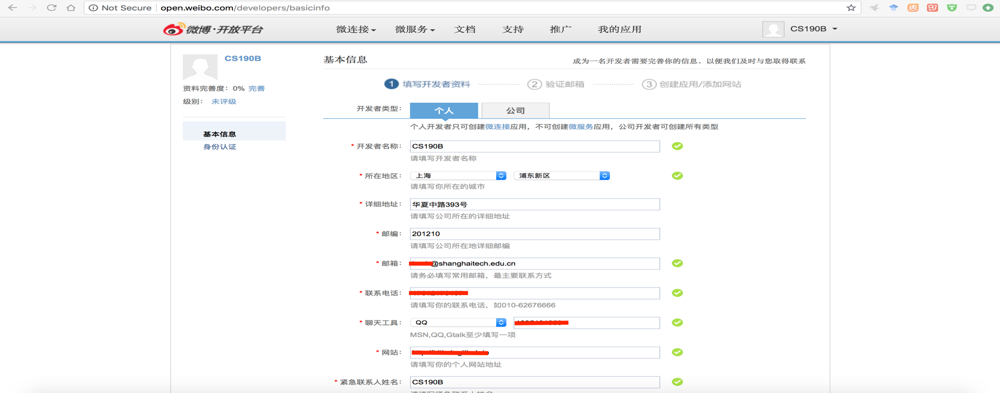 Not Secure open.weibo.com/developers/basicinfo
微博·开放平台 微连接 微服务 文档 支持 推广 我的应用 CS190B
CS190B
资料完善度：0% 完善
级别： 未评级
基本信息
身份认证
基本信息 成为一名开发者需要完善你的信息，以便我们及时与您取得联系
1 填写开发者资料 2 验证邮箱 3 创建应用/添加网站
开发者类型： 个人 公司
个人开发者只可创建微连接应用，不可创建微服务应用，公司开发者可创建所有类型
* 开发者名称： CS190B
请填写开发者名称
* 所在地区： 上海 浦东新区
请填写你所在的城市
* 详细地址： 华夏中路393号
请填写公司所在的详细地址
* 邮编： 201210
请填写公司所在地详细邮编
* 邮箱： @shanghaitech.edu.cn
请务必填写常用邮箱，最主要联系方式
* 联系电话：
请填写你的联系电话，如010-62676666
* 聊天工具： QQ
MSN,QQ,Gtalk至少填写一项
* 网站：
请填写你的个人网站地址
* 紧急联系人姓名： CS190B